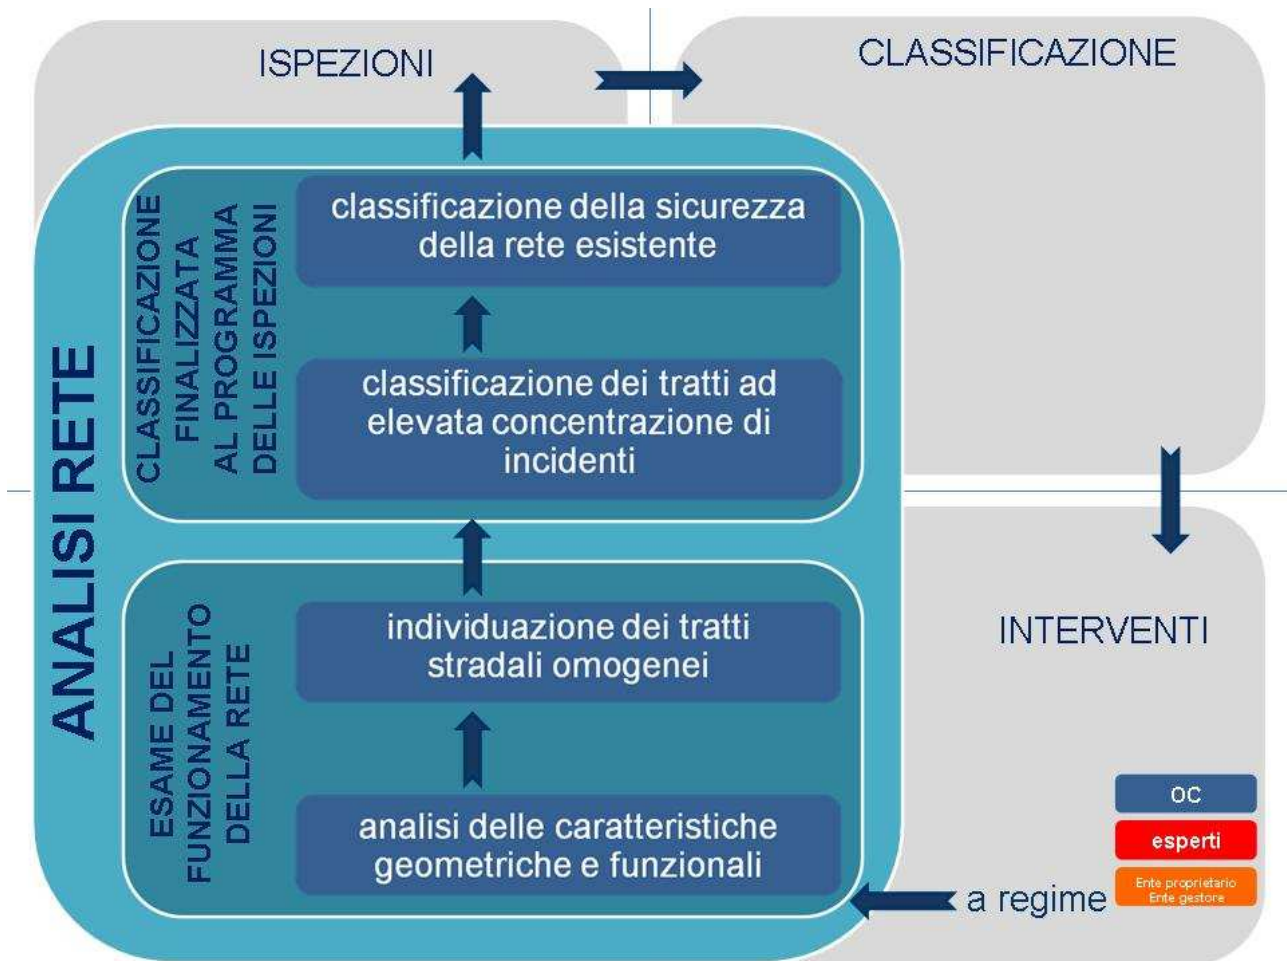 ISPEZIONI
CLASSIFICAZIONE
ANALISI RETE
CLASSIFICAZIONE
FINALIZZATA
AL PROGRAMMA
DELLE ISPEZIONI
classificazione della sicurezza
della rete esistente
classificazione dei tratti ad
elevata concentrazione di
incidenti
ESAME DEL
FUNZIONAMENTO
DELLA RETE
individuazione dei tratti
stradali omogenei
analisi delle caratteristiche
geometriche e funzionali
INTERVENTI
OC
esperti
Ente proprietario
Ente gestore
a regime